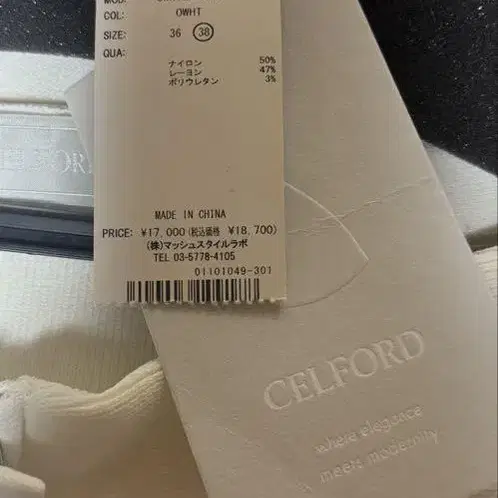 COL: OWHT
SIZE: 36 38
QUA:
ナイロン 50%
レーヨン 47%
ポリウレタン 3%
MADE IN CHINA
PRICE: ¥17,000(税込価格 ¥18,700)
(株)マッシュスタイルラボ
TEL 03-5778-4105
01101049-301
CELFORD
where elegance
meets modernity
ELFORD